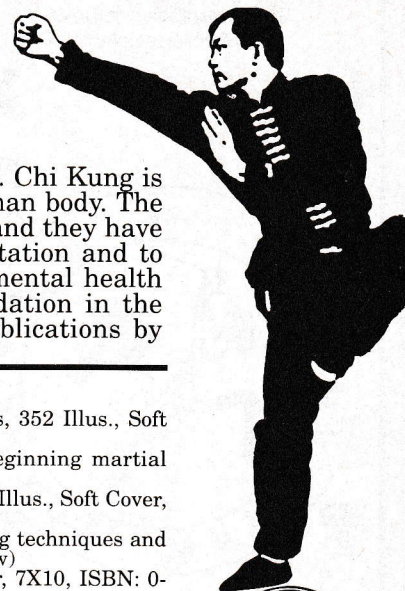 . Chi Kung is
nan body. The
and they have
tation and to
mental health
dation in the
blications by
s, 352 Illus., Soft
eginning martial
Illus., Soft Cover,
g techniques and
w)
r, 7X10, ISBN: 0-